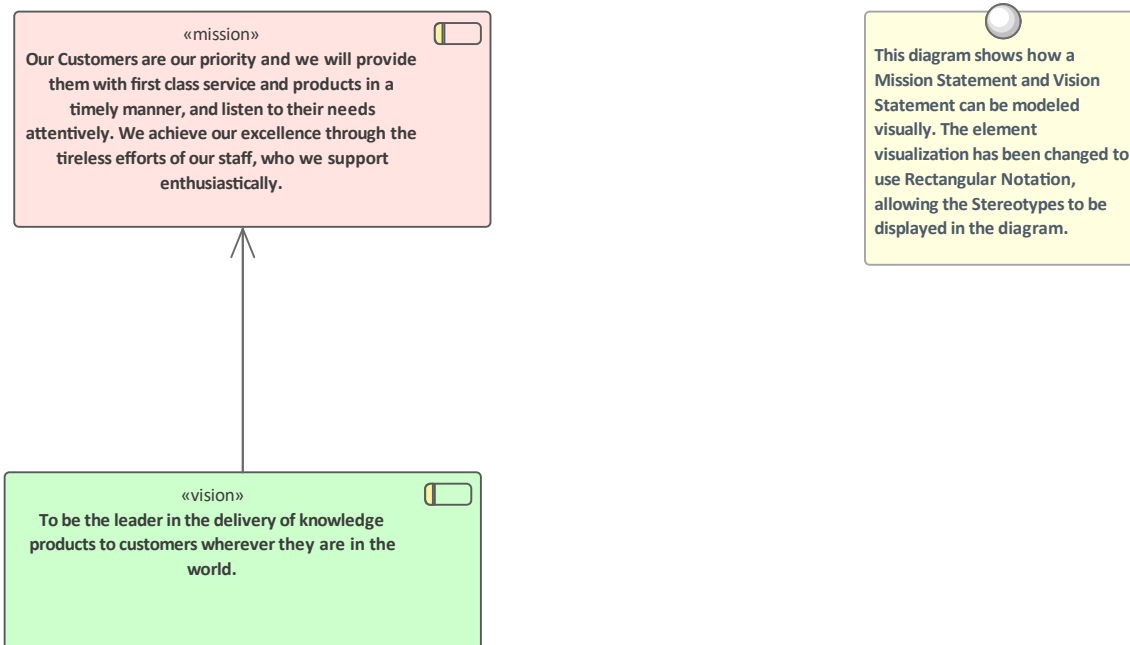 «mission»
Our Customers are our priority and we will provide
them with first class service and products in a
timely manner, and listen to their needs
attentively. We achieve our excellence through the
tireless efforts of our staff, who we support
enthusiastically.
This diagram shows how a
Mission Statement and Vision
Statement can be modeled
visually. The element
visualization has been changed to
use Rectangular Notation,
allowing the Stereotypes to be
displayed in the diagram.
«vision»
To be the leader in the delivery of knowledge
products to customers wherever they are in the
world.